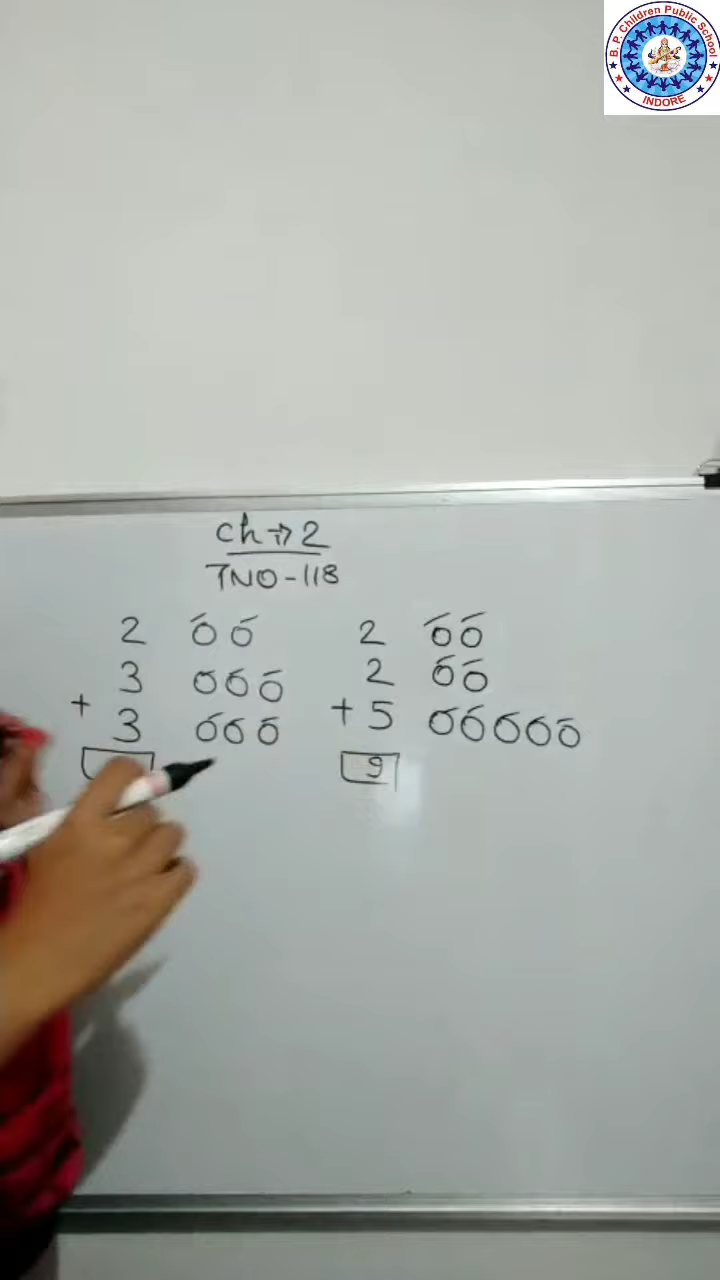 B. P. Children Public School
INDORE
Ch → 2
TNO-118
2
3
+ 3
2
2
+ 5
9